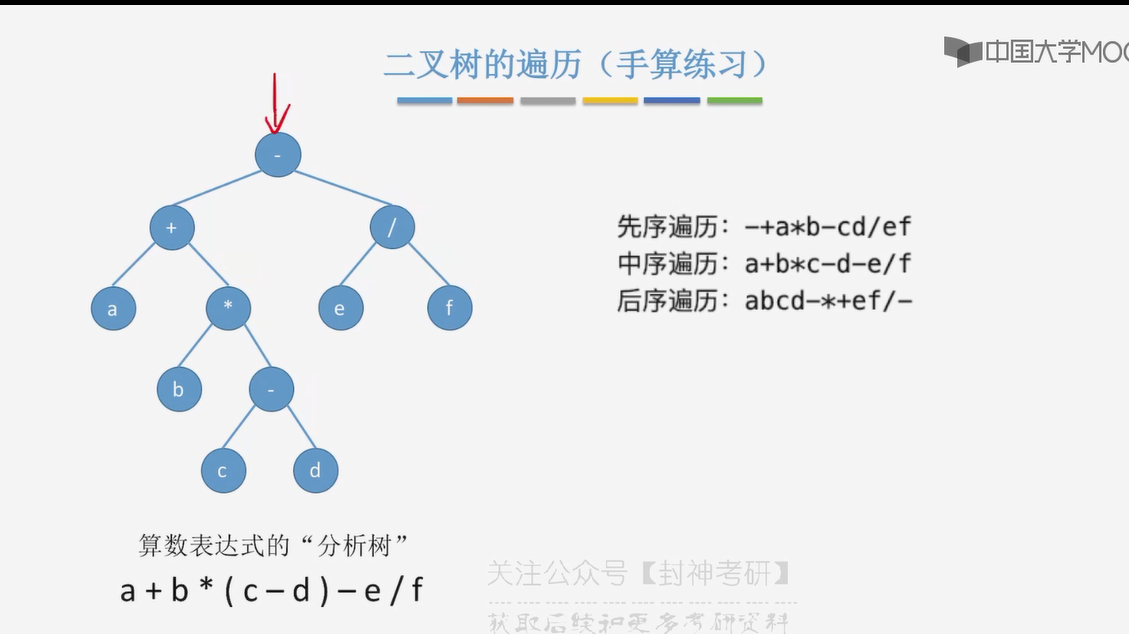 二叉树的遍历（手算练习）
中国大学MOO
-
+
/
a
*
e
f
b
-
c
d
先序遍历：-+a*b-cd/ef
中序遍历：a+b*c-d-e/f
后序遍历：abcd-*+ef/-
算数表达式的“分析树”
a + b * ( c – d ) – e / f
关注公众号【封神考研】
获取后续和更多考研资料